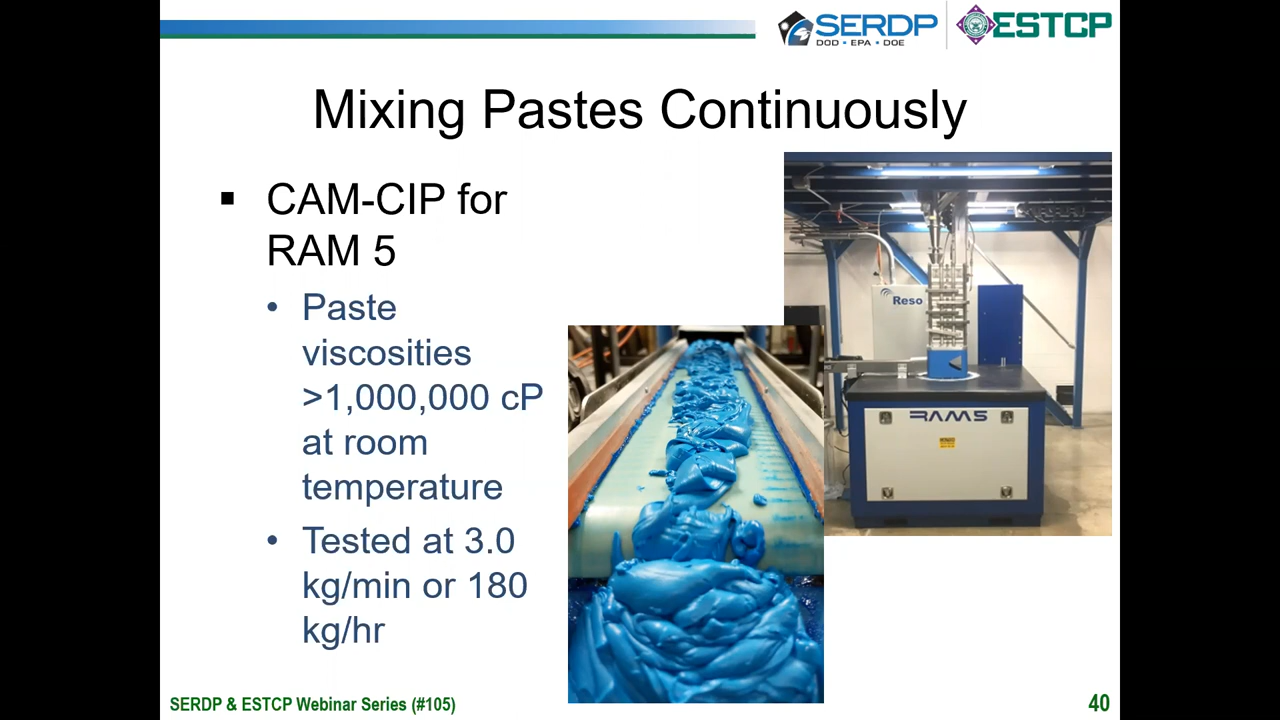 SERDP
DOD • EPA • DOE
ESTCP
Mixing Pastes Continuously
▪ CAM-CIP for
RAM 5
• Paste
viscosities
>1,000,000 cP
at room
temperature
• Tested at 3.0
kg/min or 180
kg/hr
Reso
RAM5
SERDP & ESTCP Webinar Series (#105)
40